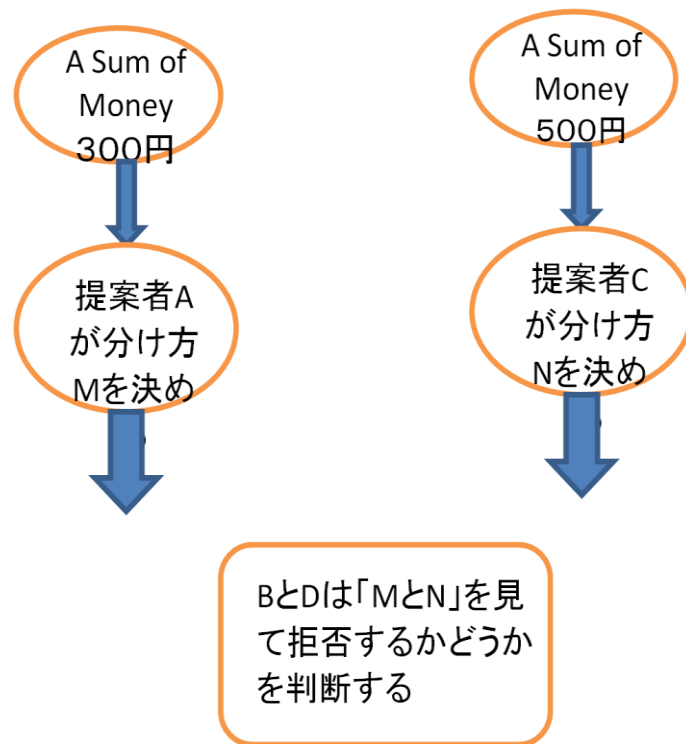 A Sum of
Money
300円
A Sum of
Money
500円
提案者A
が分け方
Mを決め
提案者C
が分け方
Nを決め
BとDは「MとN」を見
て拒否するかどうか
を判断する